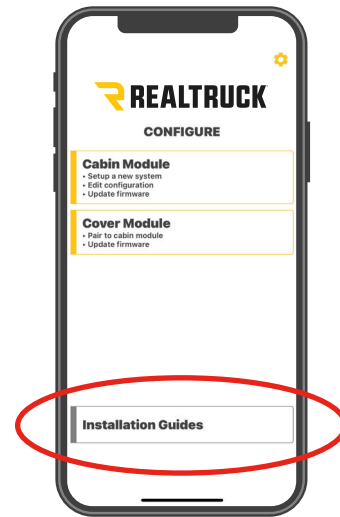 REALTRUCK
CONFIGURE
Cabin Module
• Setup a new system
• Edit configuration
• Update firmware
Cover Module
• Pair to cabin module
• Update firmware
Installation Guides